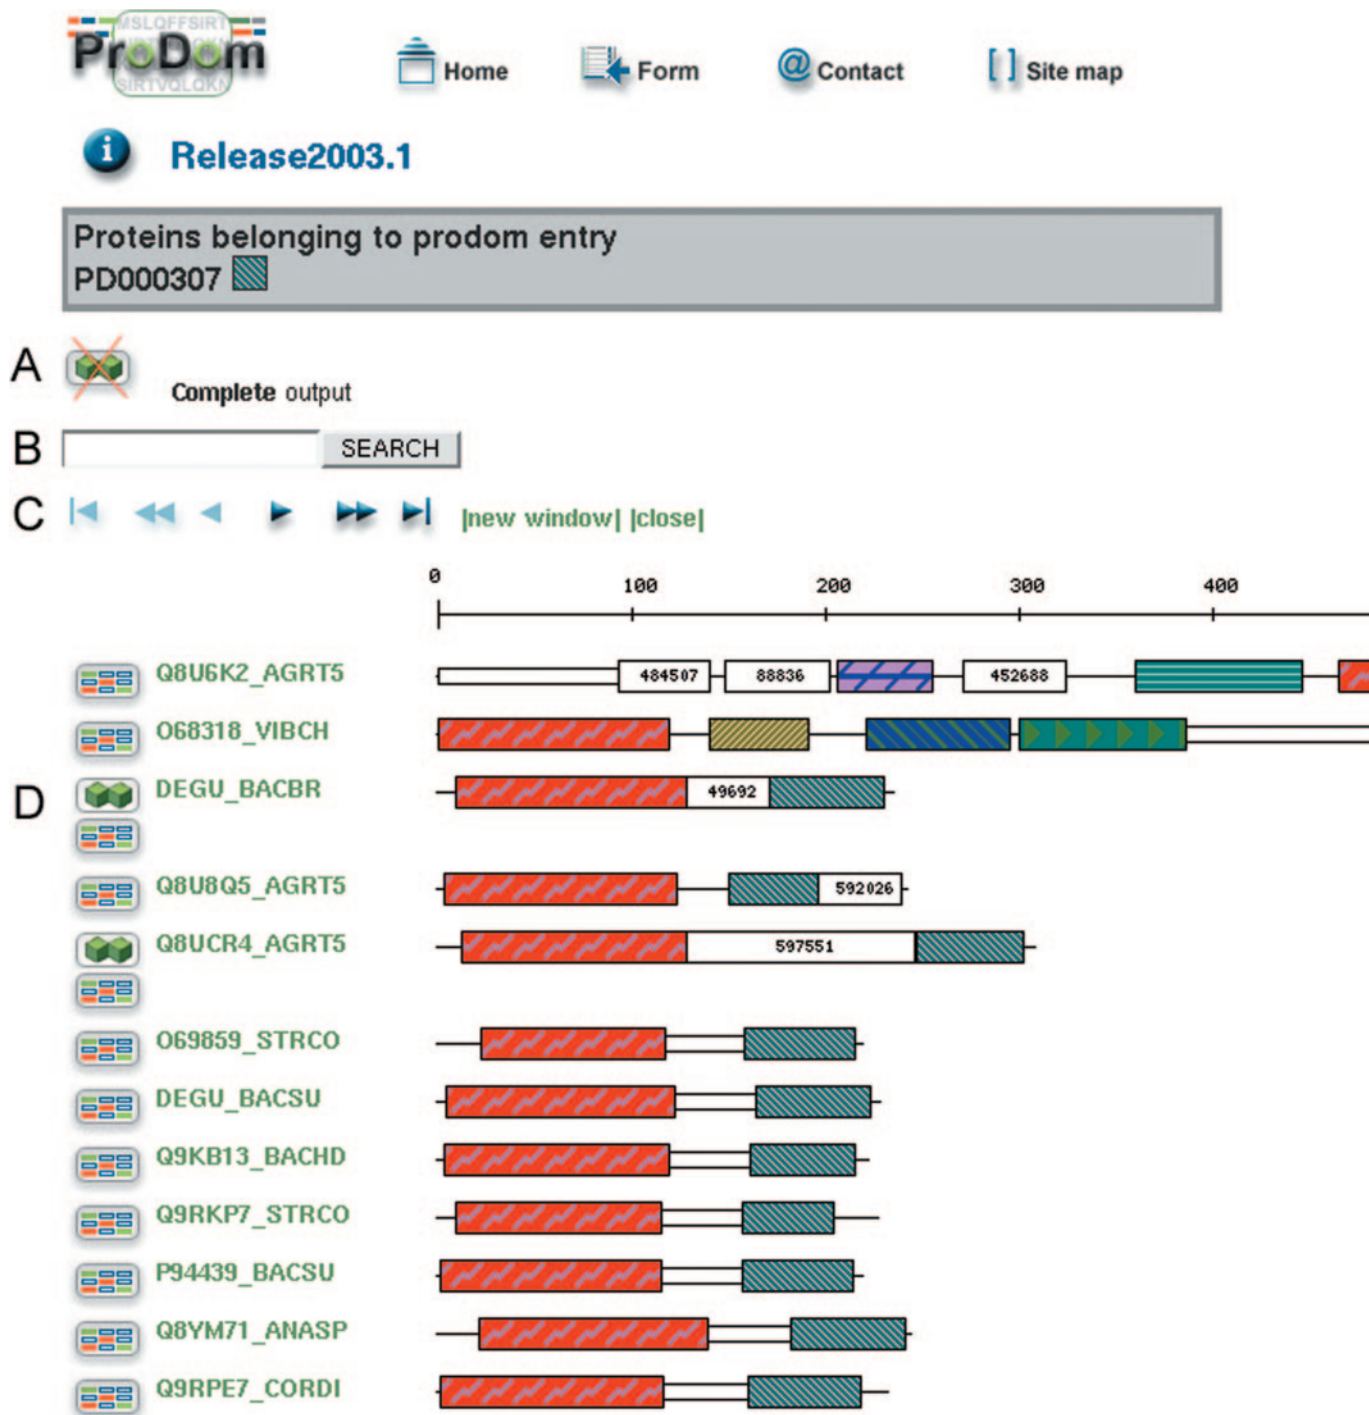 MSLQFFSIRT
ProDom
SIRTVQLQKN
Home Form @ Contact [ ] Site map
i Release2003.1
Proteins belonging to prodom entry
PD000307
A
Complete output
B SEARCH
C |new window| |close|
0 100 200 300 400
Q8U6K2_AGRT5 484507 88836 452688
O68318_VIBCH
D DEGU_BACBR 49692
Q8U8Q5_AGRT5 592026
Q8UCR4_AGRT5 597551
O69859_STRCO
DEGU_BACSU
Q9KB13_BACHD
Q9RKP7_STRCO
P94439_BACSU
Q8YM71_ANASP
Q9RPE7_CORDI